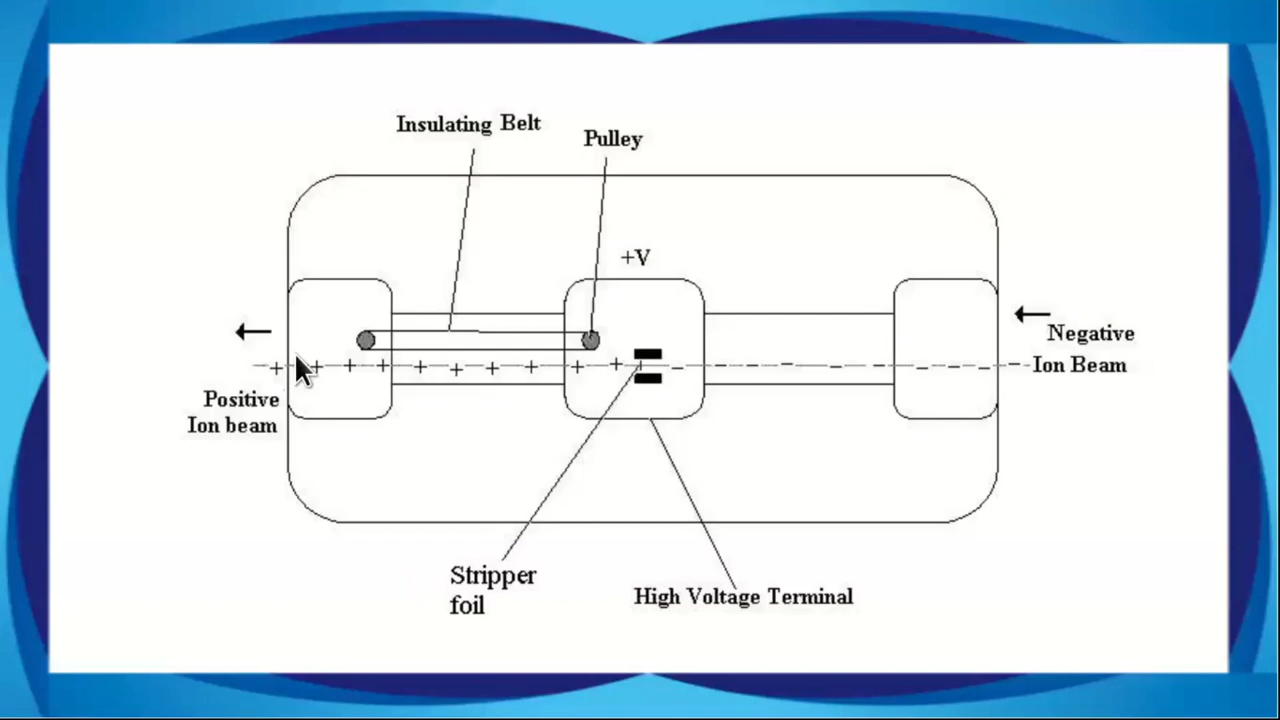 Insulating Belt
Pulley
+V
Negative
Ion Beam
Positive
Ion beam
Stripper
foil
High Voltage Terminal